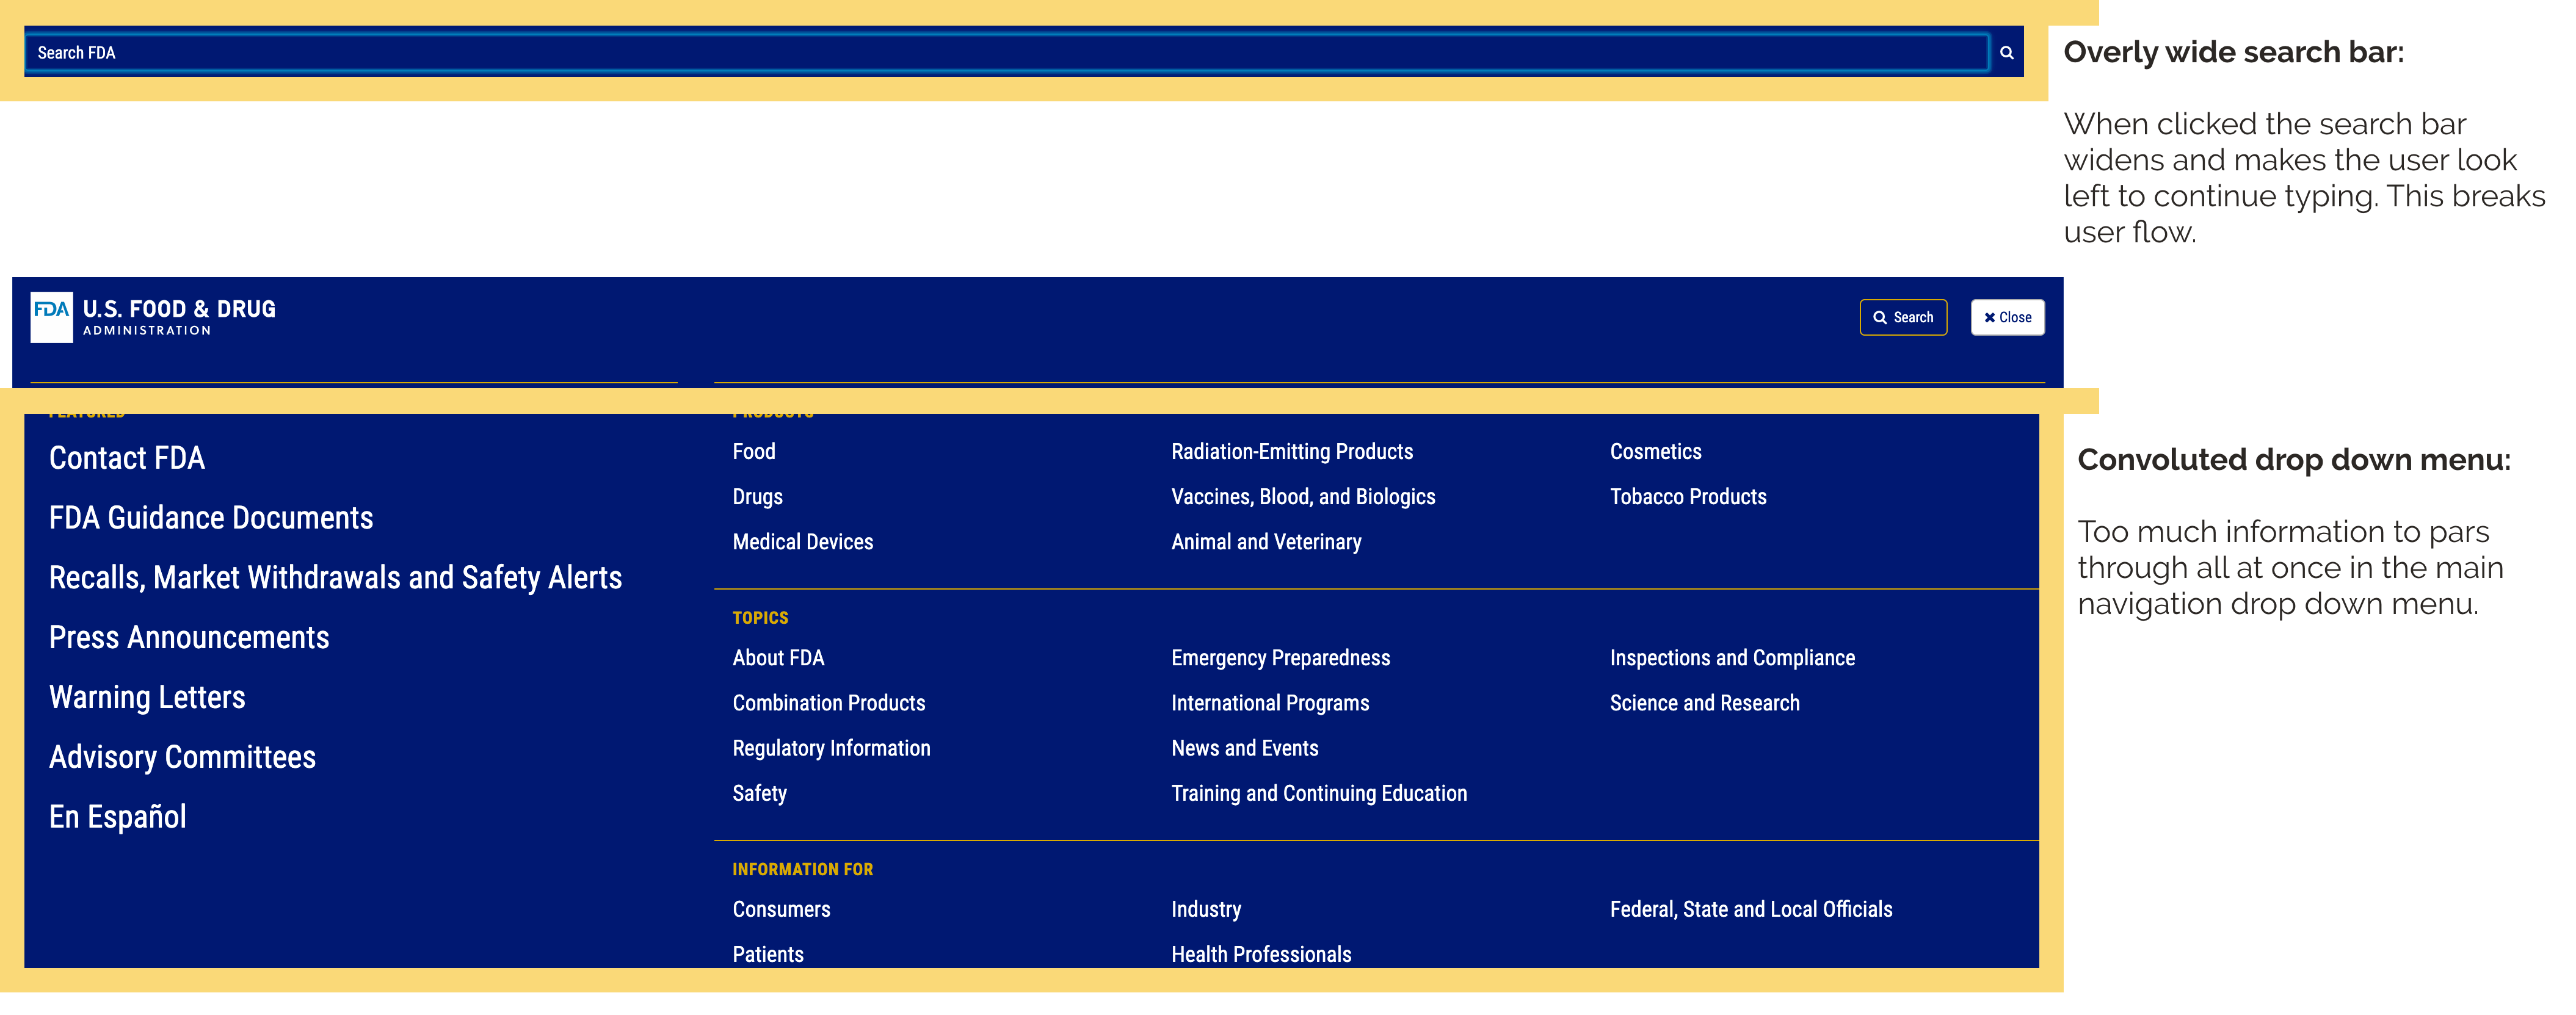 Search FDA
Overly wide search bar:
When clicked the search bar
widens and makes the user look
left to continue typing. This breaks
user flow.
FDA U.S. FOOD & DRUG
ADMINISTRATION
Search
Close
FEATURED
Contact FDA
FDA Guidance Documents
Recalls, Market Withdrawals and Safety Alerts
Press Announcements
Warning Letters
Advisory Committees
En Español
PRODUCTS
Food
Radiation-Emitting Products
Cosmetics
Drugs
Vaccines, Blood, and Biologics
Tobacco Products
Medical Devices
Animal and Veterinary
TOPICS
About FDA
Emergency Preparedness
Inspections and Compliance
Combination Products
International Programs
Science and Research
Regulatory Information
News and Events
Safety
Training and Continuing Education
INFORMATION FOR
Consumers
Industry
Federal, State and Local Officials
Patients
Health Professionals
Convoluted drop down menu:
Too much information to pars
through all at once in the main
navigation drop down menu.